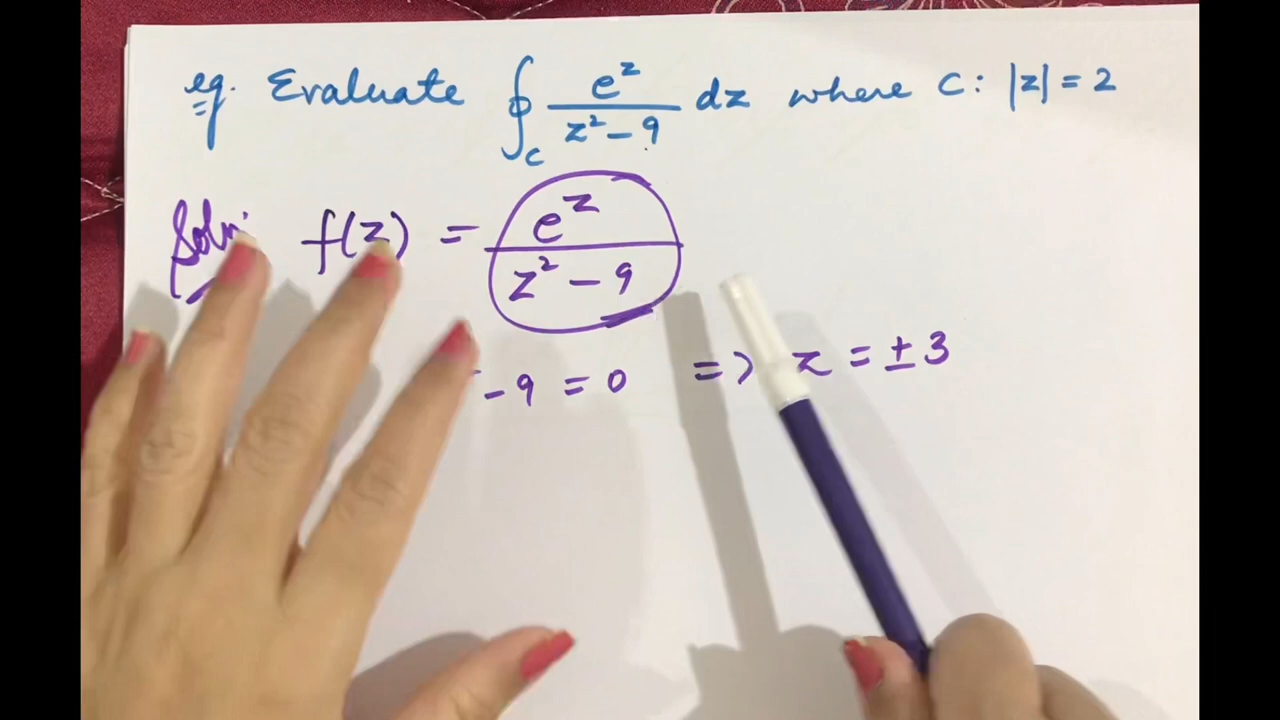 eg. Evaluate ∮_C e^z / (z² − 9) dz where C: |z| = 2
Soln. f(z) = e^z / (z² − 9)
− 9 = 0 => z = ± 3